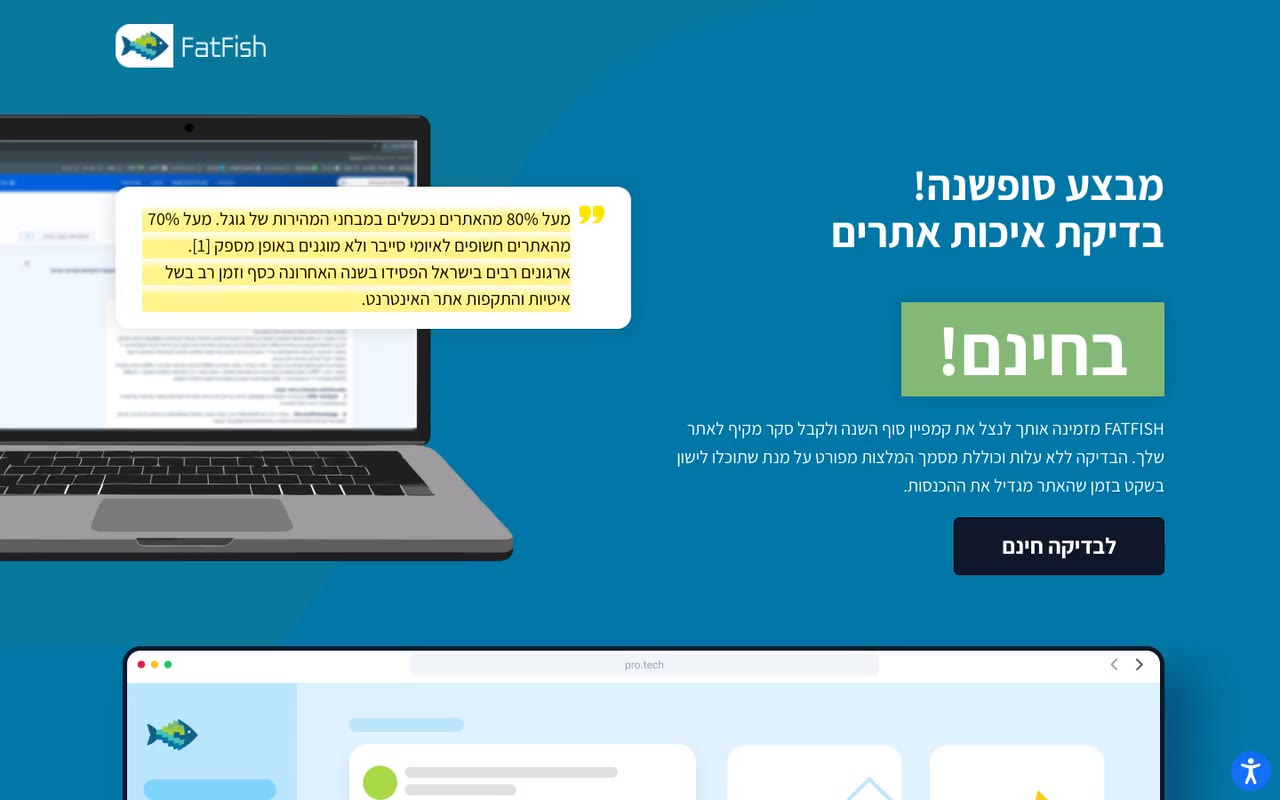 FatFish
מבצע סופשנה!
בדיקת איכות אתרים
בחינם!
FATFISH מזמינה אותך לנצל את קמפיין סוף השנה ולקבל סקר מקיף לאתר
שלך. הבדיקה ללא עלות וכוללת מסמך המלצות מפורט על מנת שתוכלו לישון
בשקט בזמן שהאתר מגדיל את ההכנסות.
לבדיקה חינם
מעל 80% מהאתרים נכשלים במבחני המהירות של גוגל. מעל 70%
מהאתרים חשופים לאיומי סייבר ולא מוגנים באופן מספק [1].
ארגונים רבים בישראל הפסידו בשנה האחרונה כסף וזמן רב בשל
איטיות והתקפות אתר האינטרנט.
pro.tech